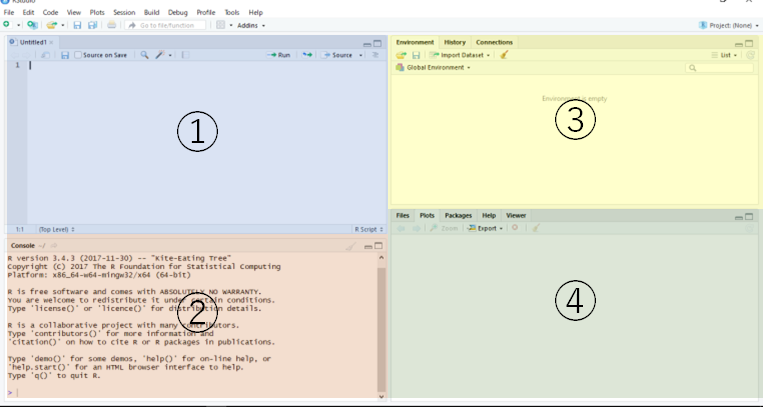 RStudio
File Edit Code View Plots Session Build Debug Profile Tools Help
Go to file/function Addins Project: (None)
Untitled1
Source on Save Run Source
1
1:1 (Top Level) R Script
①
Console ~/
R version 3.4.3 (2017-11-30) -- "Kite-Eating Tree"
Copyright (C) 2017 The R Foundation for Statistical Computing
Platform: x86_64-w64-mingw32/x64 (64-bit)
R is free software and comes with ABSOLUTELY NO WARRANTY.
You are welcome to redistribute it under certain conditions.
Type 'license()' or 'licence()' for distribution details.
R is a collaborative project with many contributors.
Type 'contributors()' for more information and
'citation()' on how to cite R or R packages in publications.
Type 'demo()' for some demos, 'help()' for on-line help, or
'help.start()' for an HTML browser interface to help.
Type 'q()' to quit R.
>
②
Environment History Connections
Import Dataset List
Global Environment
Environment is empty
③
Files Plots Packages Help Viewer
Zoom Export
④